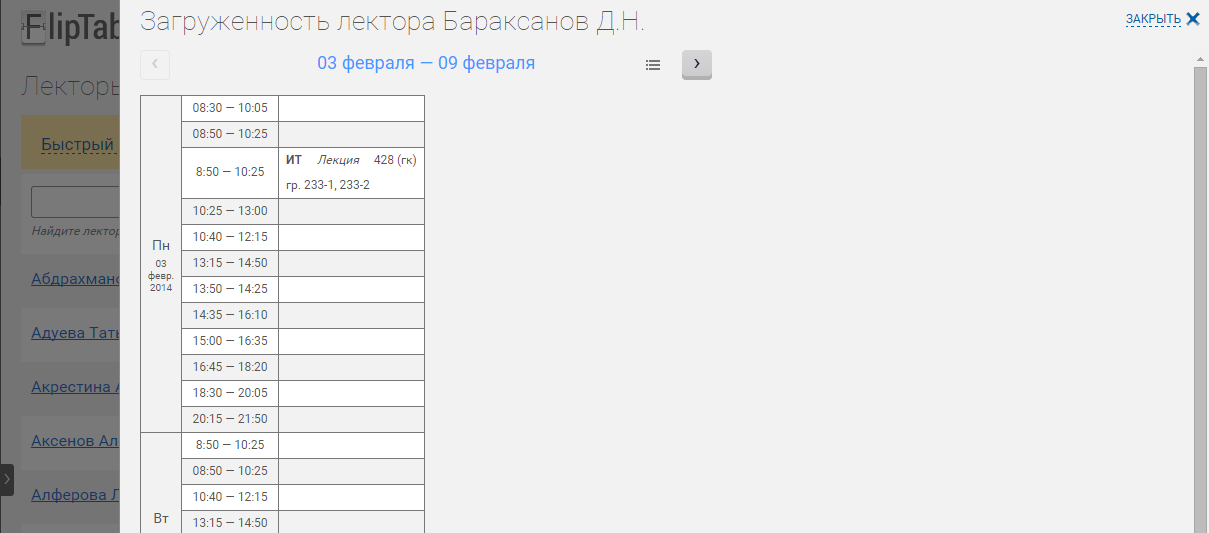 FlipTab
Загруженность лектора Бараксанов Д.Н.
ЗАКРЫТЬ
03 февраля — 09 февраля
Лекторы
Быстрый
Найдите лектор
Абдрахмано
Адуева Тать
Акрестина А
Аксенов Ал
Алферова Л
Пн
03
февр.
2014
08:30 — 10:05
08:50 — 10:25
8:50 — 10:25
ИТ Лекция 428 (гк)
гр. 233-1, 233-2
10:25 — 13:00
10:40 — 12:15
13:15 — 14:50
13:50 — 14:25
14:35 — 16:10
15:00 — 16:35
16:45 — 18:20
18:30 — 20:05
20:15 — 21:50
Вт
8:50 — 10:25
08:50 — 10:25
10:40 — 12:15
13:15 — 14:50